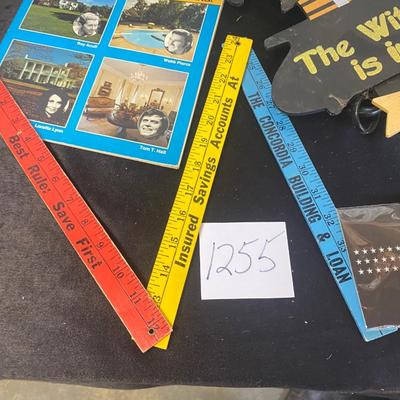 Roy Acuff
Webb Pierce
Loretta Lynn
Tom T. Hall
The Wit
is i
Best Rule: Save First
Insured Savings Accounts At
THE CONCORDIA BUILDING & LOAN
1255